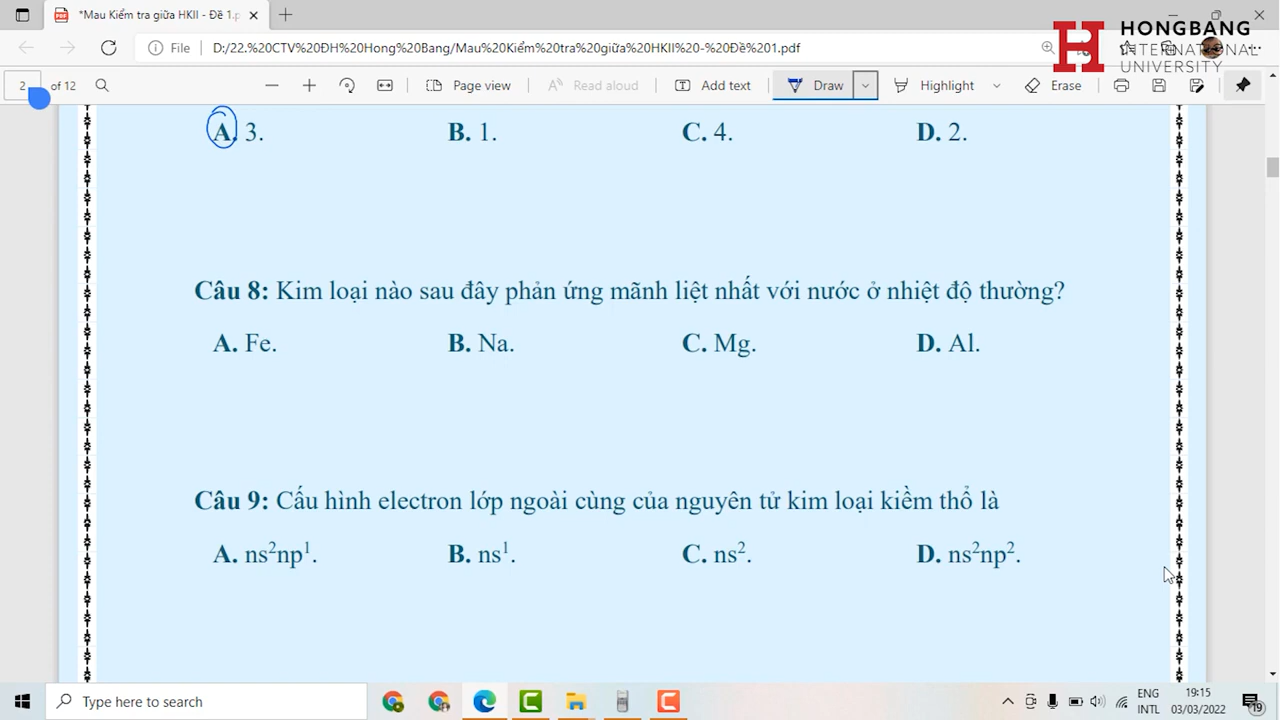 *Mau Kiểm tra giữa HKII - Đề 1.p
File D:/22.%20CTV%20ĐH%20Hong%20Bang/Mau%20Kiểm%20tra%20giữa%20HKII%20-%20Đề%201.pdf
HONGBANG
INTERNATIONAL
UNIVERSITY
2 of 12 Page view Read aloud Add text Draw Highlight Erase
A. 3. B. 1. C. 4. D. 2.
Câu 8: Kim loại nào sau đây phản ứng mãnh liệt nhất với nước ở nhiệt độ thường?
A. Fe. B. Na. C. Mg. D. Al.
Câu 9: Cấu hình electron lớp ngoài cùng của nguyên tử kim loại kiềm thổ là
A. ns²np¹. B. ns¹. C. ns². D. ns²np².
Type here to search
ENG 19:15
INTL 03/03/2022
19